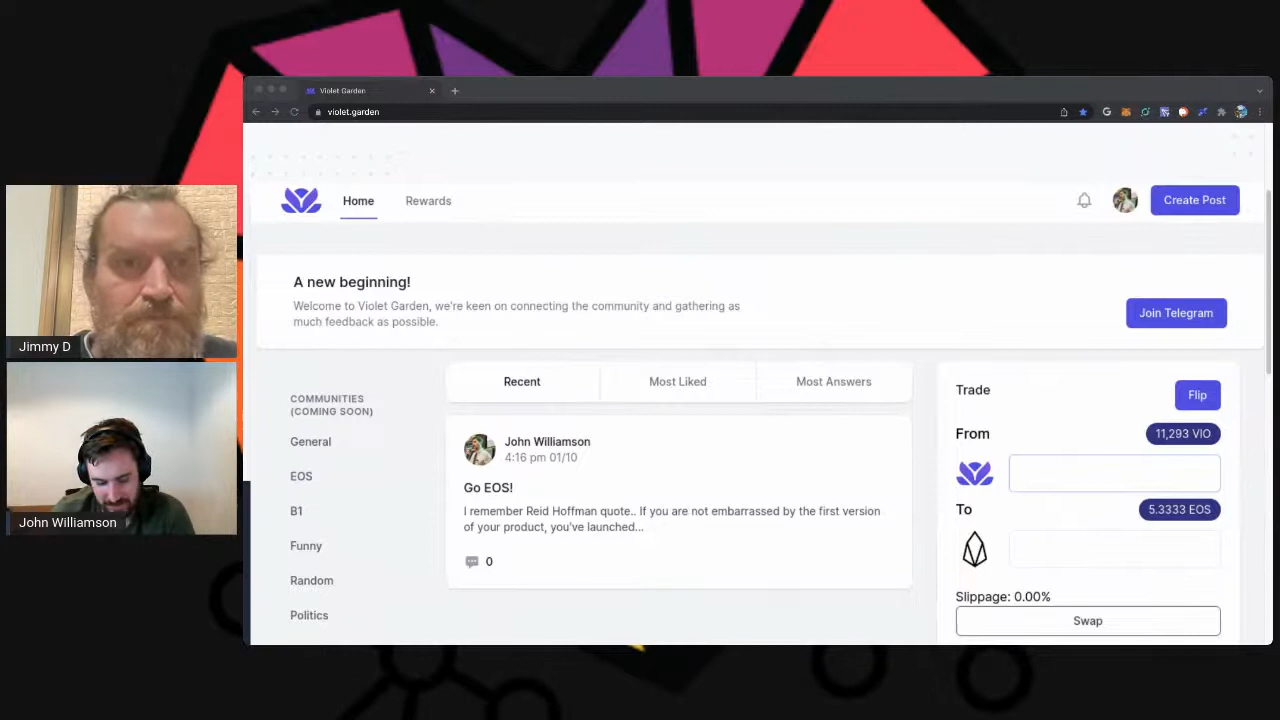 Violet Garden
violet.garden
Home
Rewards
Create Post
A new beginning!
Welcome to Violet Garden, we're keen on connecting the community and gathering as
much feedback as possible.
Join Telegram
COMMUNITIES
(COMING SOON)
General
EOS
B1
Funny
Random
Politics
Recent
Most Liked
Most Answers
John Williamson
4:16 pm 01/10
Go EOS!
I remember Reid Hoffman quote.. If you are not embarrassed by the first version
of your product, you've launched...
0
Trade
Flip
From
11,293 VIO
To
5.3333 EOS
Slippage: 0.00%
Swap
Jimmy D
John Williamson